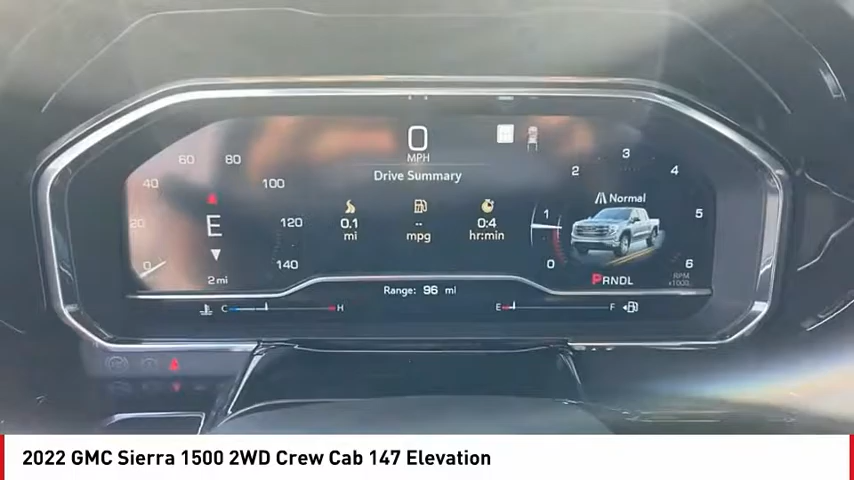 0
MPH
Drive Summary
0.1
mi
--
mpg
0:4
hr:min
0
20
40
60
80
100
120
140
E
2 mi
Normal
0
1
2
3
4
5
6
RPM
x1000
PRNDL
Range: 96 mi
C H
E F
2022 GMC Sierra 1500 2WD Crew Cab 147 Elevation